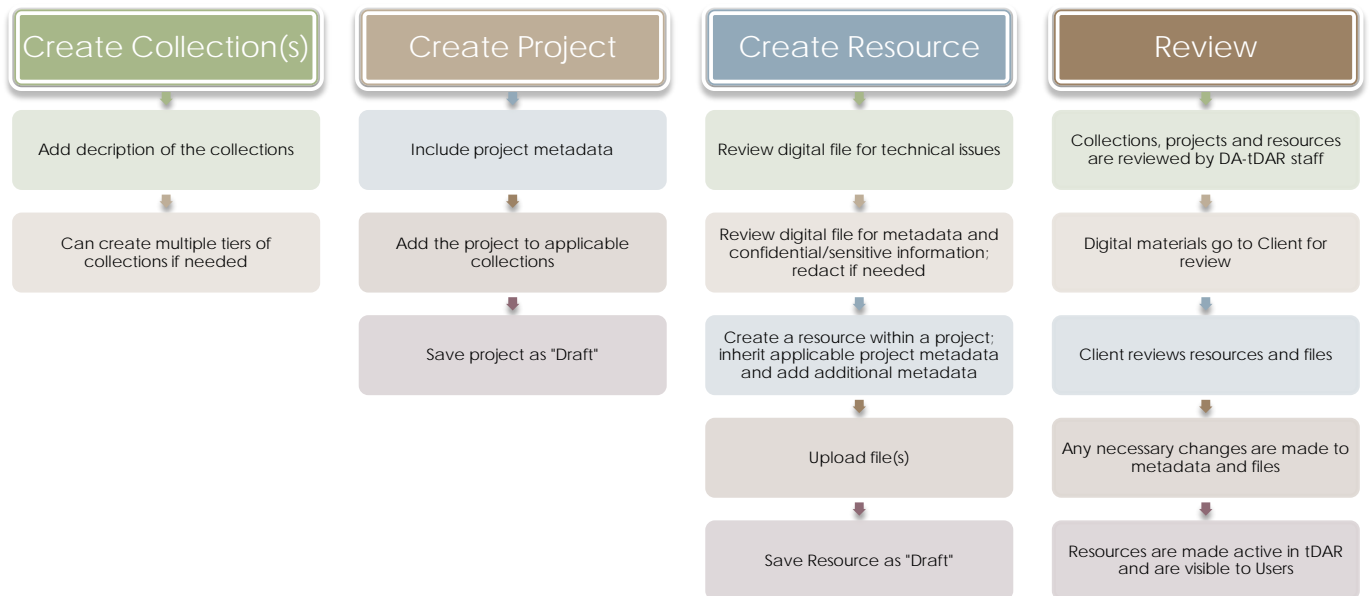 Create Collection(s)
Add decription of the collections
Can create multiple tiers of
collections if needed
Create Project
Include project metadata
Add the project to applicable
collections
Save project as "Draft"
Create Resource
Review digital file for technical issues
Review digital file for metadata and
confidential/sensitive information;
redact if needed
Create a resource within a project;
inherit applicable project metadata
and add additional metadata
Upload file(s)
Save Resource as "Draft"
Review
Collections, projects and resources
are reviewed by DA-tDAR staff
Digital materials go to Client for
review
Client reviews resources and files
Any necessary changes are made to
metadata and files
Resources are made active in tDAR
and are visible to Users